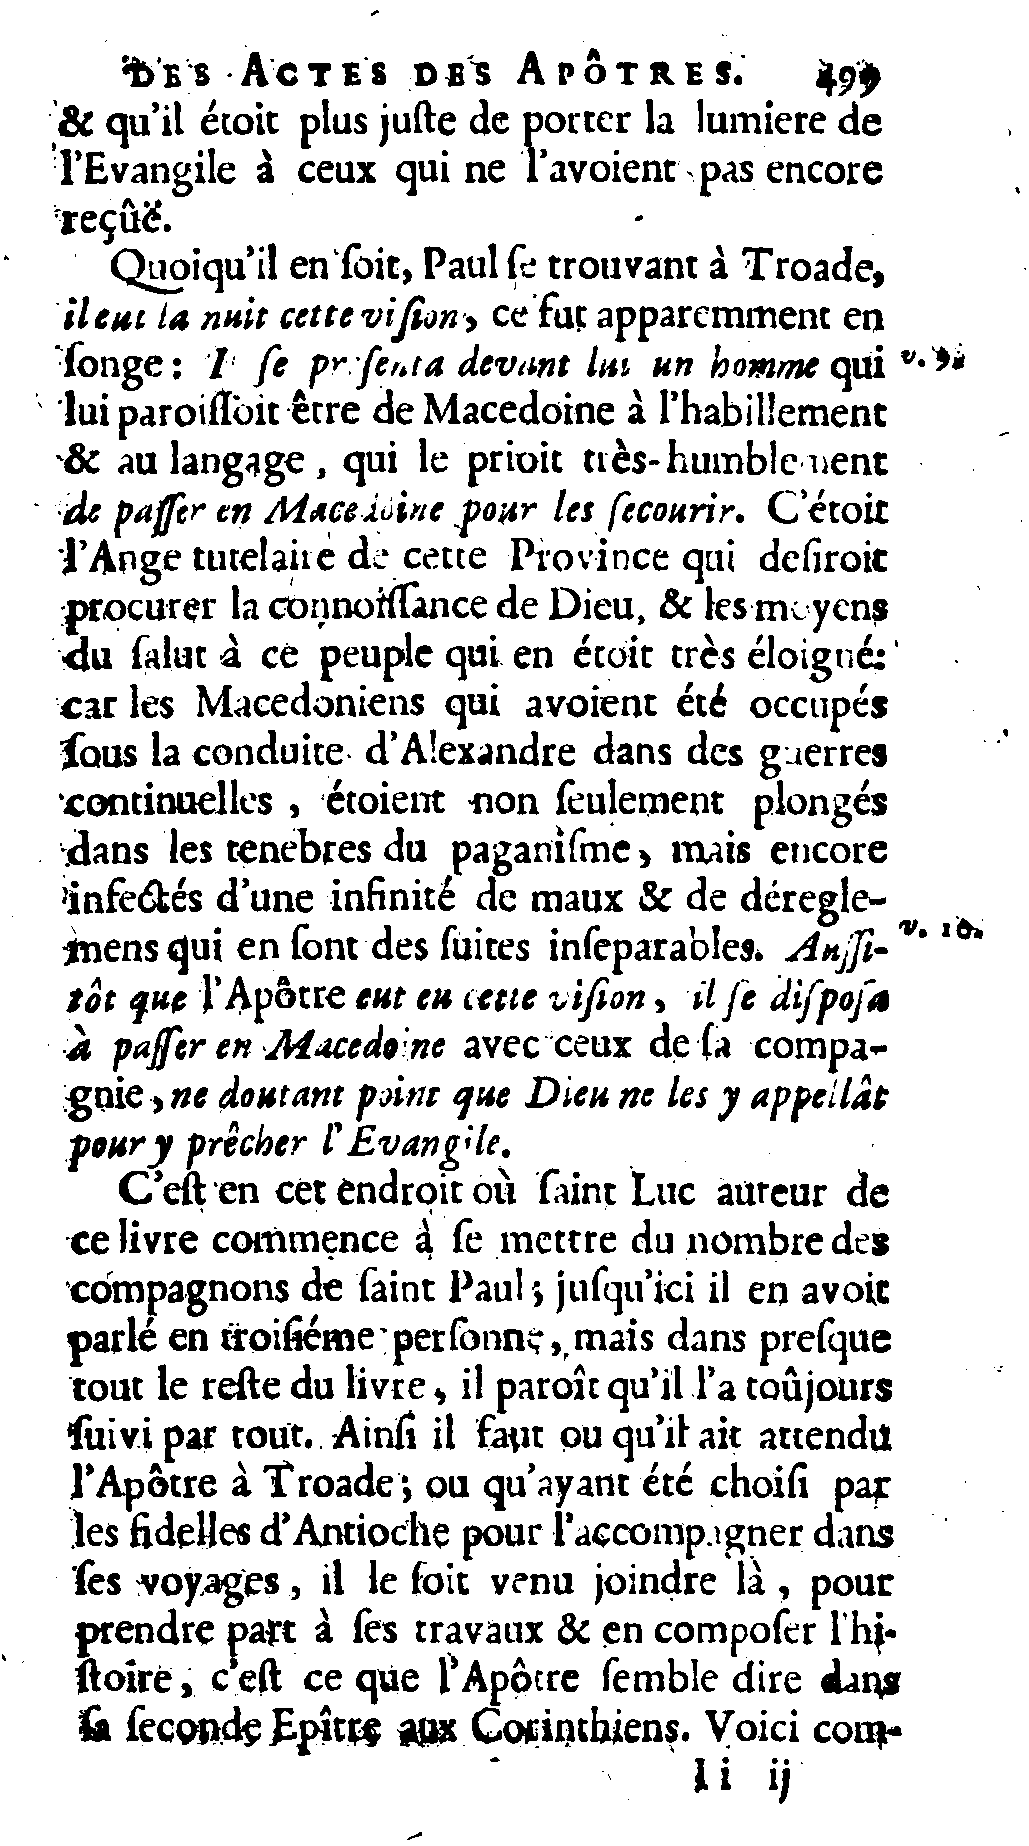 DES ACTES DES APÔTRES. 499
& qu'il étoit plus juſte de porter la lumiere de
l'Evangile à ceux qui ne l'avoient pas encore
reçûë.
Quoiqu'il en ſoit, Paul ſe trouvant à Troade,
il eut la nuit cette viſion, ce fut apparemment en
ſonge: Il ſe preſenta devant lui un homme qui v. 9.
lui paroiſſoit être de Macedoine à l'habillement
& au langage, qui le prioit très-humblement
de paſſer en Macedoine pour les ſecourir. C'étoit
l'Ange tutelaire de cette Province qui deſiroit
procurer la connoiſſance de Dieu, & les moyens
du ſalut à ce peuple qui en étoit très éloigné:
car les Macedoniens qui avoient été occupés
ſous la conduite d'Alexandre dans des guerres
continuelles, étoient non ſeulement plongés
dans les tenebres du paganiſme, mais encore
infectés d'une infinité de maux & de déregle-
mens qui en ſont des ſuites inſeparables. Auſſi- v. 10.
tôt que l'Apôtre eut eu cette viſion, il ſe diſpoſa
à paſſer en Macedoine avec ceux de ſa compa-
gnie, ne doutant point que Dieu ne les y appellât
pour y prêcher l'Evangile.
C'eſt en cet endroit où ſaint Luc auteur de
ce livre commence à ſe mettre du nombre des
compagnons de ſaint Paul; juſqu'ici il en avoit
parlé en troiſiéme perſonne, mais dans preſque
tout le reſte du livre, il paroît qu'il l'a toûjours
ſuivi par tout. Ainſi il faut ou qu'il ait attendu
l'Apôtre à Troade; ou qu'ayant été choiſi par
les fidelles d'Antioche pour l'accompagner dans
ſes voyages, il le ſoit venu joindre là, pour
prendre part à ſes travaux & en compoſer l'hi-
ſtoire, c'eſt ce que l'Apôtre ſemble dire dans
ſa ſeconde Epître aux Corinthiens. Voici com-
Ii ij